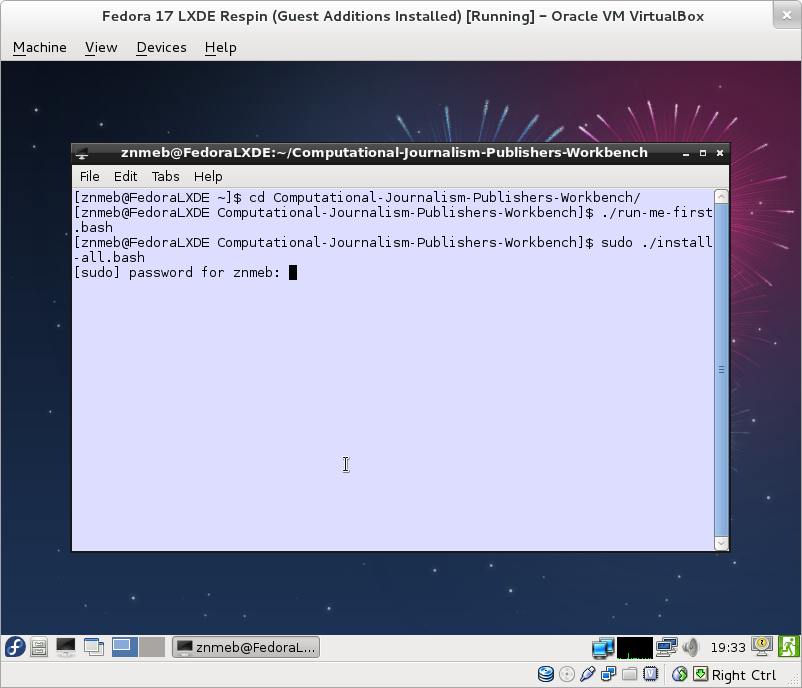 Fedora 17 LXDE Respin (Guest Additions Installed) [Running] – Oracle VM VirtualBox
Machine View Devices Help
znmeb@FedoraLXDE:~/Computational-Journalism-Publishers-Workbench
File Edit Tabs Help
[znmeb@FedoraLXDE ~]$ cd Computational-Journalism-Publishers-Workbench/
[znmeb@FedoraLXDE Computational-Journalism-Publishers-Workbench]$ ./run-me-first
.bash
[znmeb@FedoraLXDE Computational-Journalism-Publishers-Workbench]$ sudo ./install
-all.bash
[sudo] password for znmeb:
znmeb@FedoraL...
19:33
Right Ctrl